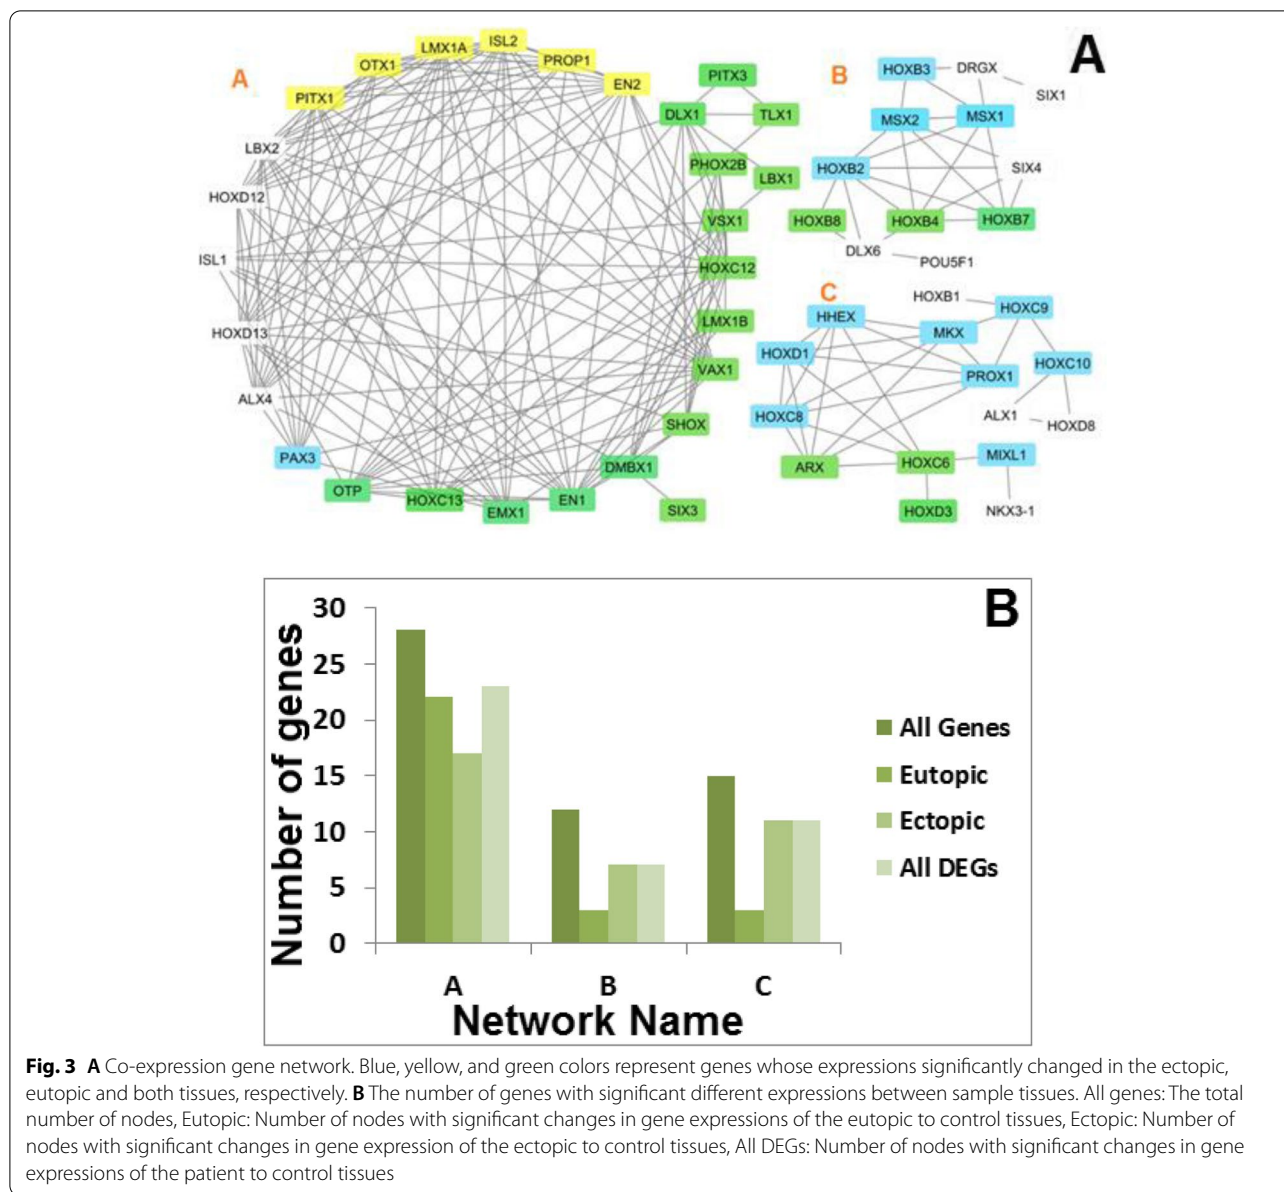 A
A
LMX1A
ISL2
OTX1
PROP1
PITX1
EN2
LBX2
HOXD12
ISL1
HOXD13
ALX4
PAX3
OTP
HOXC13
EMX1
EN1
DMBX1
SIX3
SHOX
VAX1
LMX1B
HOXC12
VSX1
LBX1
PHOX2B
DLX1
TLX1
PITX3
B
HOXB3
DRGX
SIX1
MSX2
MSX1
HOXB2
SIX4
HOXB8
HOXB4
HOXB7
DLX6
POU5F1
C
HOXB1
HHEX
HOXC9
MKX
HOXD1
HOXC10
PROX1
HOXC8
ALX1
HOXD8
ARX
HOXC6
MIXL1
HOXD3
NKX3-1
B
Number of genes
30
25
20
15
10
5
0
A
B
C
Network Name
All Genes
Eutopic
Ectopic
All DEGs
Fig. 3 A Co-expression gene network. Blue, yellow, and green colors represent genes whose expressions significantly changed in the ectopic,
eutopic and both tissues, respectively. B The number of genes with significant different expressions between sample tissues. All genes: The total
number of nodes, Eutopic: Number of nodes with significant changes in gene expressions of the eutopic to control tissues, Ectopic: Number of
nodes with significant changes in gene expression of the ectopic to control tissues, All DEGs: Number of nodes with significant changes in gene
expressions of the patient to control tissues